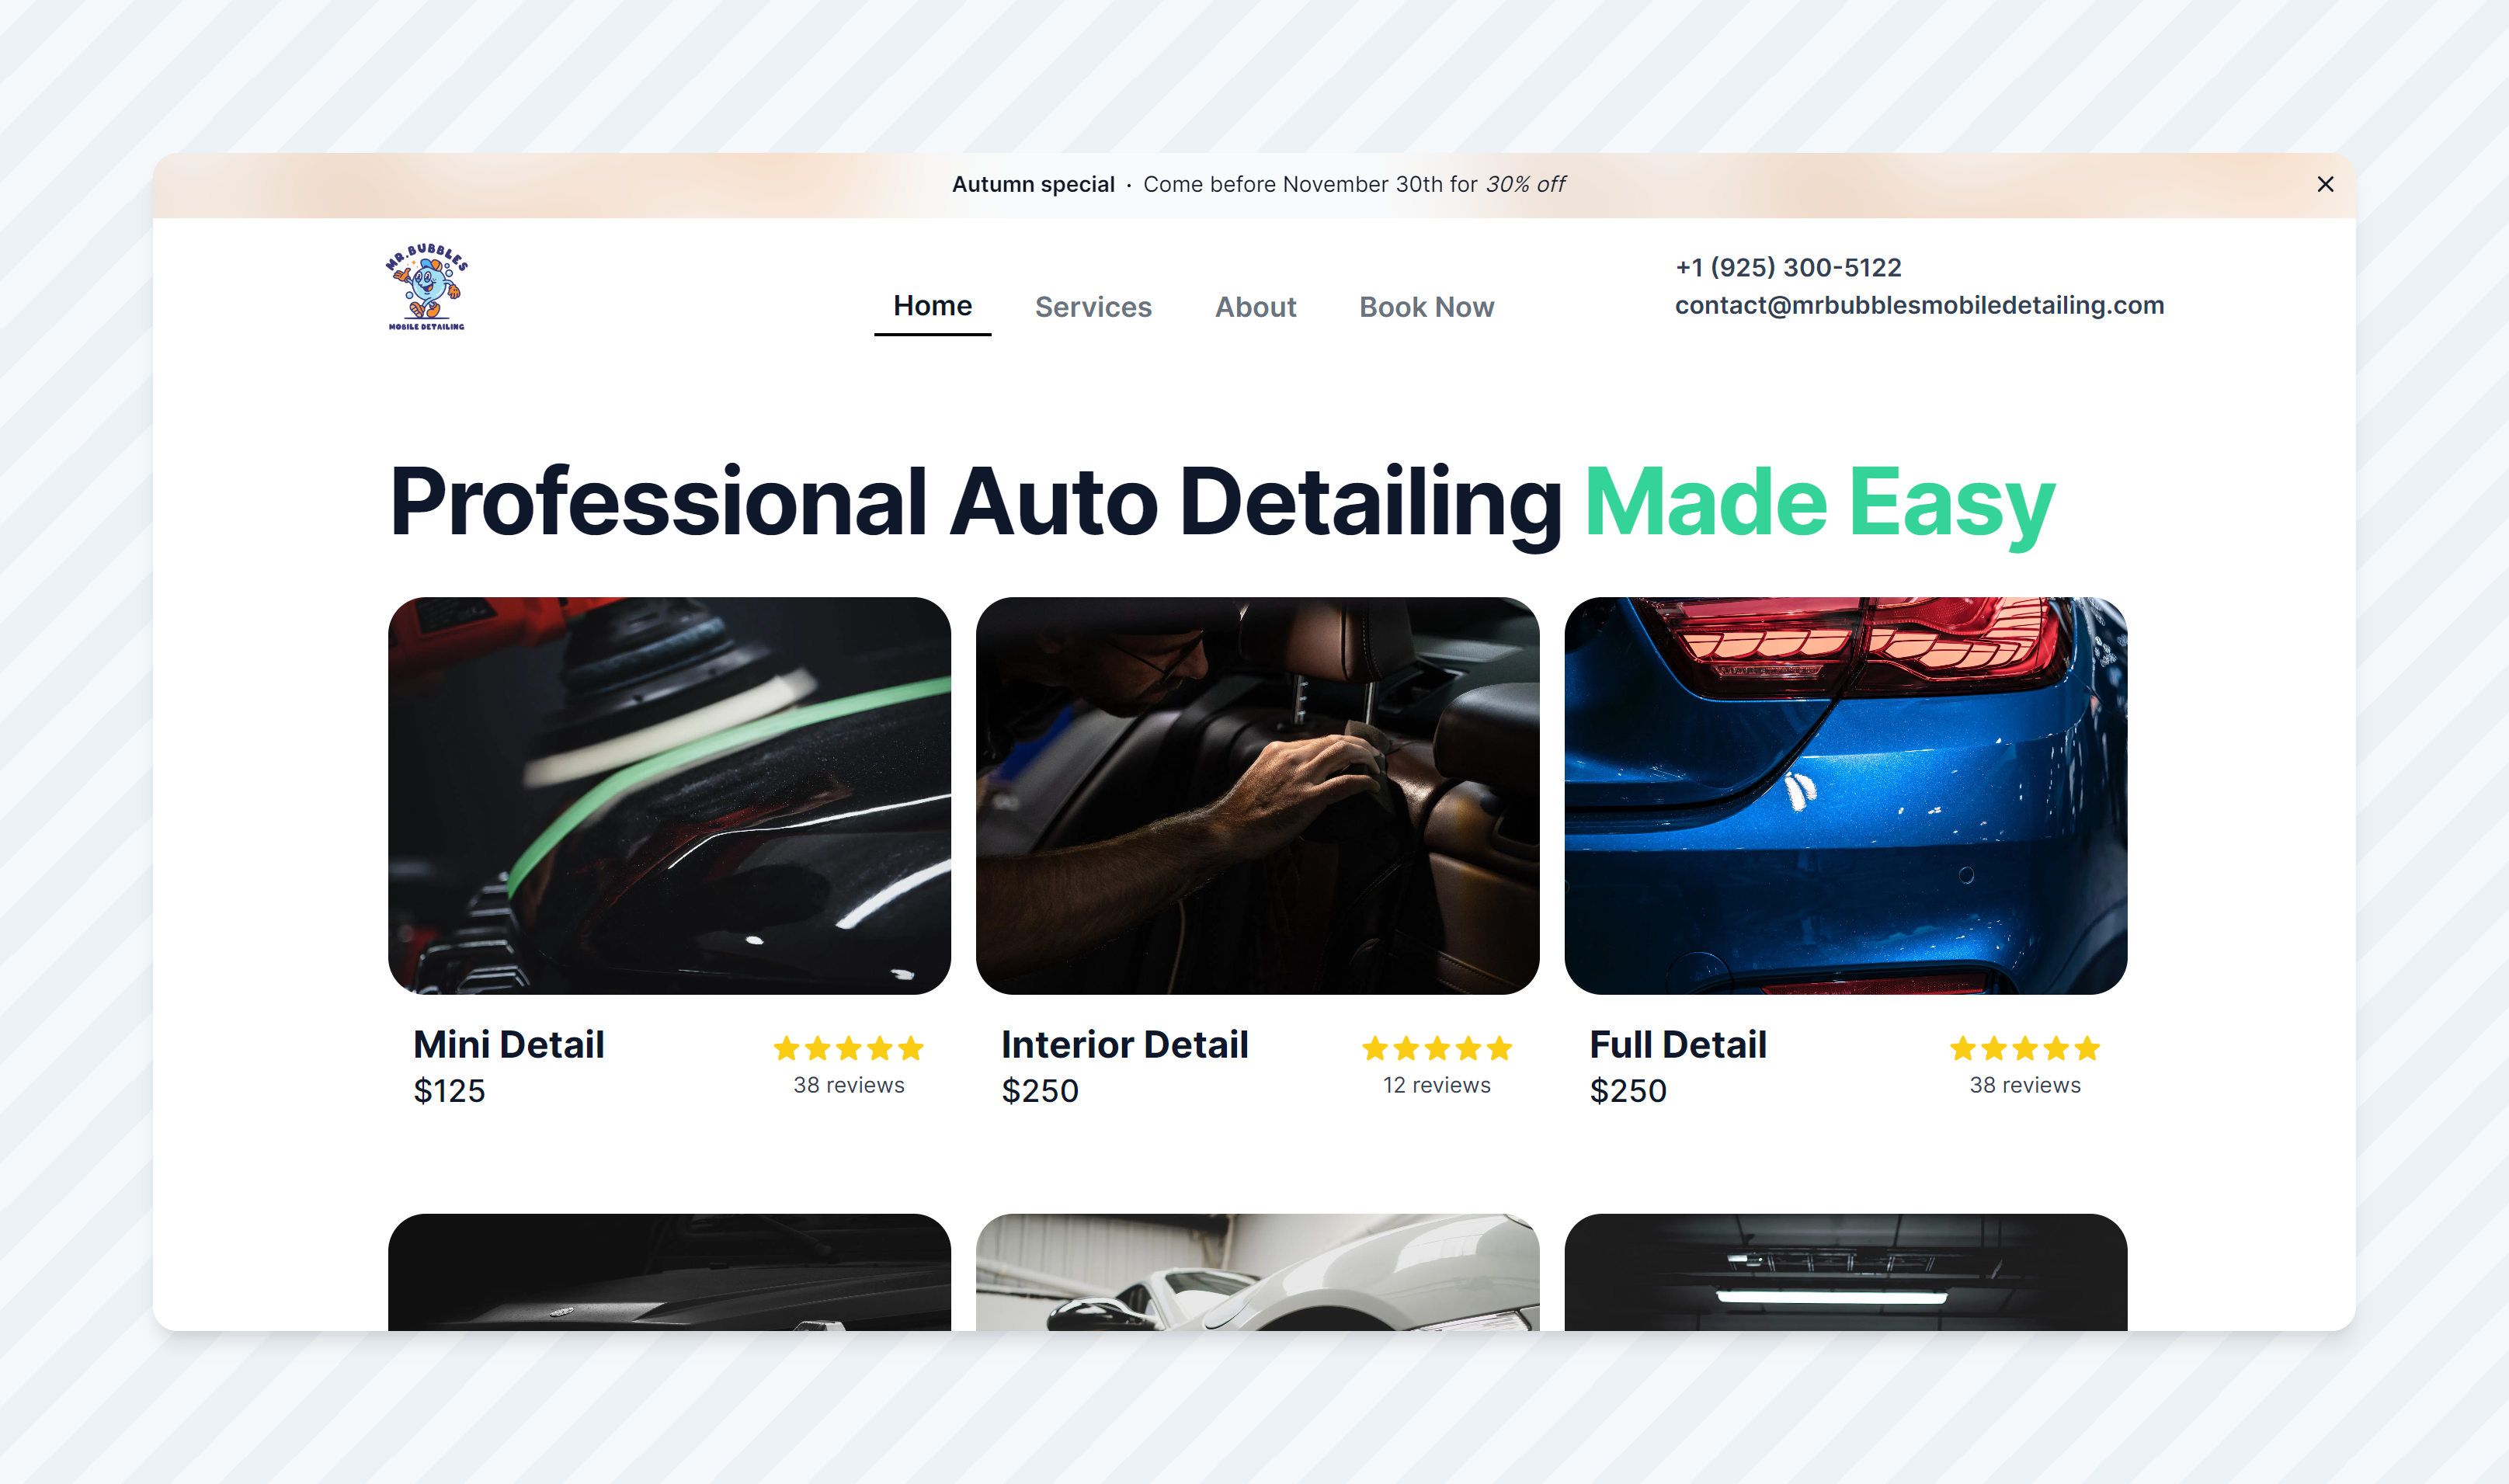 Autumn special · Come before November 30th for 30% off
MR. BUBBLES
MOBILE DETAILING
Home Services About Book Now
+1 (925) 300-5122
contact@mrbubblesmobiledetailing.com
Professional Auto Detailing Made Easy
Mini Detail
$125
38 reviews
Interior Detail
$250
12 reviews
Full Detail
$250
38 reviews